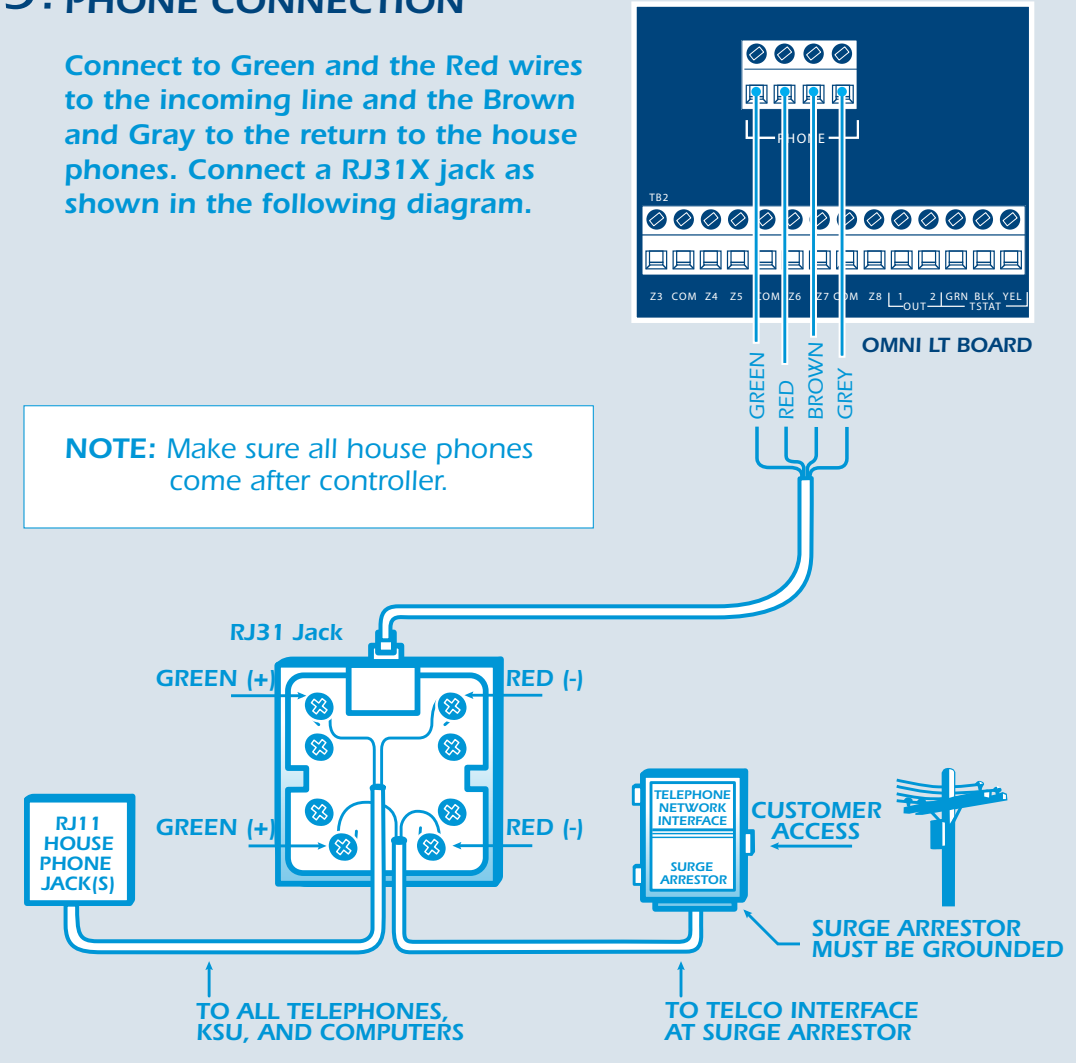 PHONE CONNECTION
Connect to Green and the Red wires
to the incoming line and the Brown
and Gray to the return to the house
phones. Connect a RJ31X jack as
shown in the following diagram.
PHONE
TB2
Z3 COM Z4 Z5 COM Z6 Z7 COM Z8 1 2 GRN BLK YEL
OUT TSTAT
OMNI LT BOARD
GREEN
RED
BROWN
GREY
NOTE: Make sure all house phones
come after controller.
RJ31 Jack
GREEN (+)
RED (-)
GREEN (+)
RED (-)
RJ11
HOUSE
PHONE
JACK(S)
TELEPHONE
NETWORK
INTERFACE
SURGE
ARRESTOR
CUSTOMER
ACCESS
SURGE ARRESTOR
MUST BE GROUNDED
TO ALL TELEPHONES,
KSU, AND COMPUTERS
TO TELCO INTERFACE
AT SURGE ARRESTOR